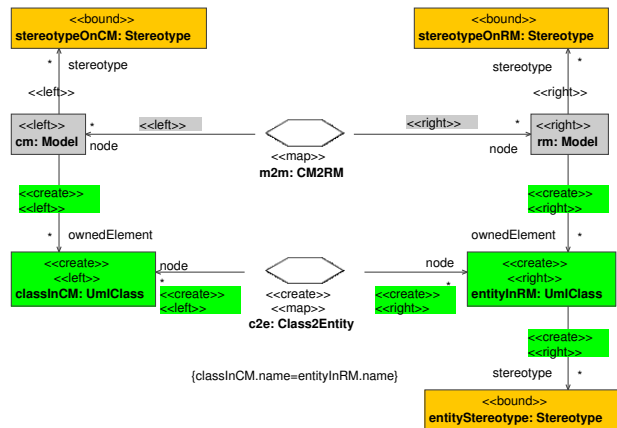 <<bound>>
stereotypeOnCM: Stereotype
<<bound>>
stereotypeOnRM: Stereotype
* stereotype
stereotype *
<<left>>
<<right>>
<<left>>
cm: Model
* <<left>>
node
<<map>>
m2m: CM2RM
<<right>> *
node
<<right>>
rm: Model
<<create>>
<<left>>
<<create>>
<<right>>
* ownedElement
ownedElement *
<<create>>
<<left>>
classInCM: UmlClass
node
*
<<create>>
<<left>>
<<create>>
<<map>>
c2e: Class2Entity
node
*
<<create>>
<<right>>
<<create>>
<<right>>
entityInRM: UmlClass
<<create>>
<<right>>
{classInCM.name=entityInRM.name}
stereotype *
<<bound>>
entityStereotype: Stereotype